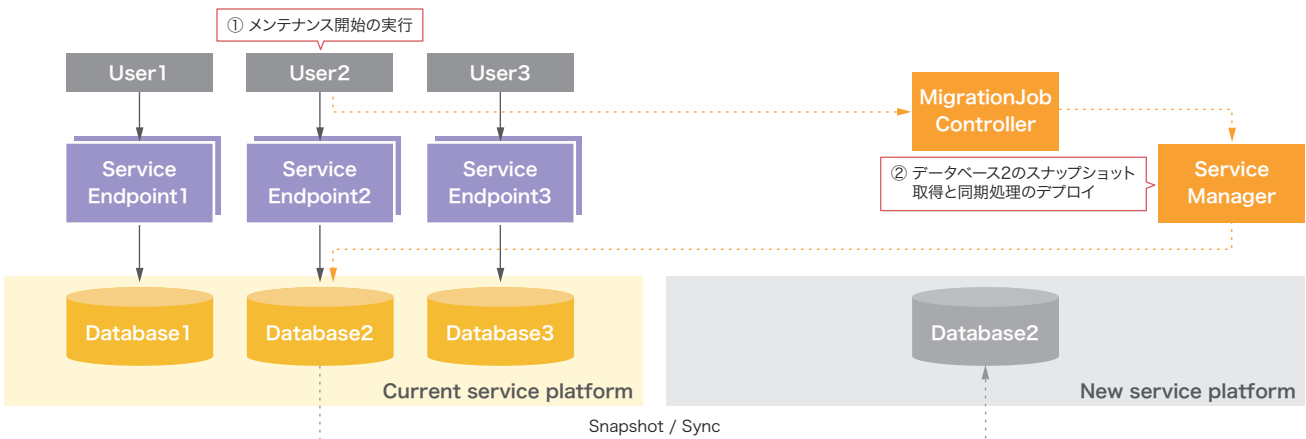 ① メンテナンス開始の実行
User1
User2
User3
MigrationJob
Controller
Service
Endpoint1
Service
Endpoint2
Service
Endpoint3
② データベース2のスナップショット
取得と同期処理のデプロイ
Service
Manager
Database1
Database2
Database3
Database2
Current service platform
New service platform
Snapshot / Sync